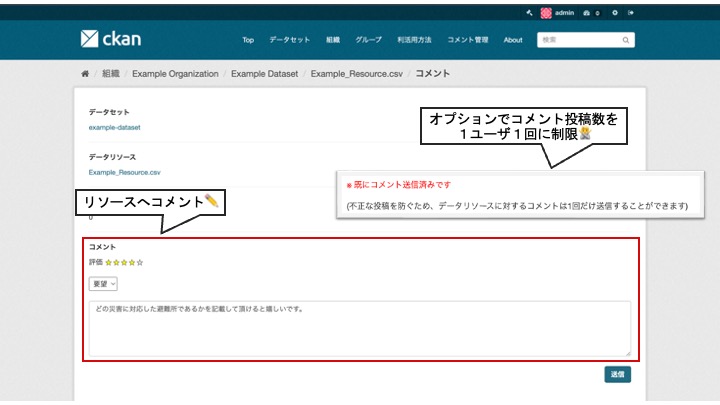 admin
0
ckan
Top データセット 組織 グループ 利活用方法 コメント管理 About 検索
/ 組織 / Example Organization / Example Dataset / Example_Resource.csv / コメント
データセット
example-dataset
オプションでコメント投稿数を
1ユーザ1回に制限
データリソース
Example_Resource.csv
※ 既にコメント送信済みです
(不正な投稿を防ぐため、データリソースに対するコメントは1回だけ送信することができます)
リソースへコメント
0
コメント
評価
要望
どの災害に対応した避難所であるかを記載して頂けると嬉しいです。
送信